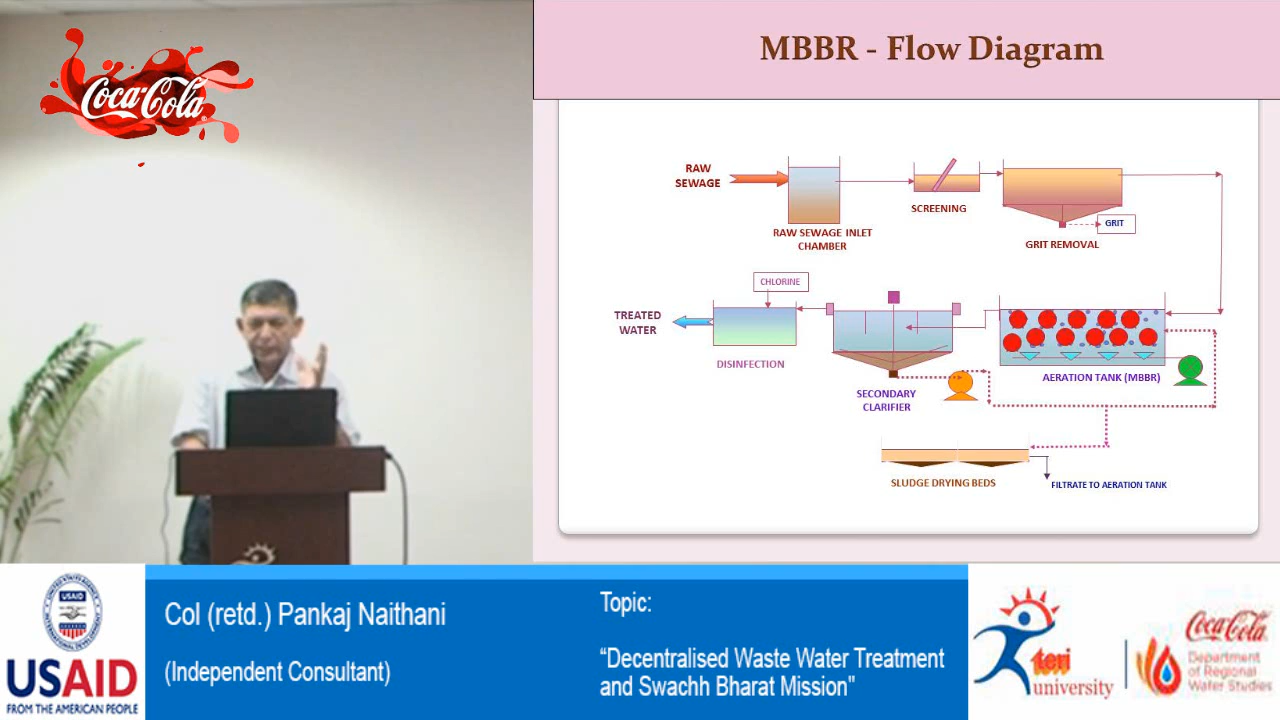 Coca-Cola
MBBR - Flow Diagram
RAW
SEWAGE
RAW SEWAGE INLET
CHAMBER
SCREENING
GRIT
GRIT REMOVAL
CHLORINE
TREATED
WATER
DISINFECTION
SECONDARY
CLARIFIER
AERATION TANK (MBBR)
SLUDGE DRYING BEDS
FILTRATE TO AERATION TANK
USAID
USAID
FROM THE AMERICAN PEOPLE
Col (retd.) Pankaj Naithani
(Independent Consultant)
Topic:
“Decentralised Waste Water Treatment
and Swachh Bharat Mission"
teri
university
Coca-Cola
Department
of Regional
Water Studies